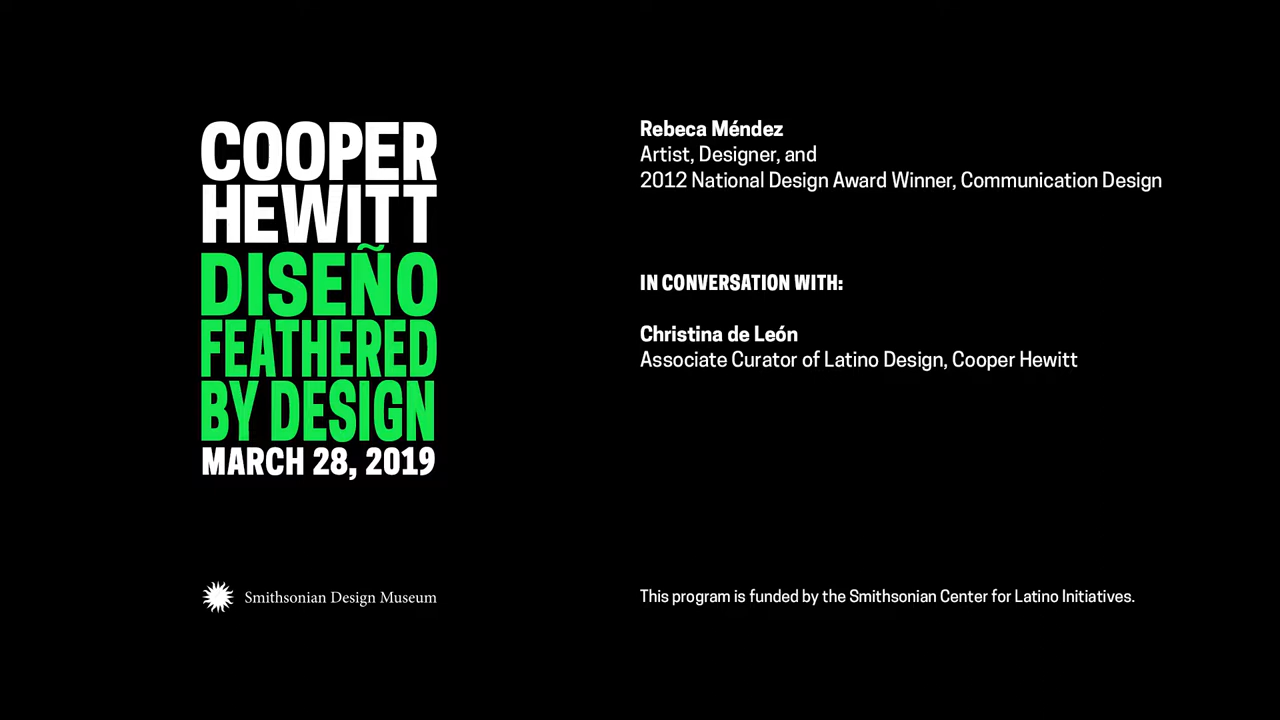 COOPER
HEWITT
DISEÑO
FEATHERED
BY DESIGN
MARCH 28, 2019
Smithsonian Design Museum
Rebeca Méndez
Artist, Designer, and
2012 National Design Award Winner, Communication Design
IN CONVERSATION WITH:
Christina de León
Associate Curator of Latino Design, Cooper Hewitt
This program is funded by the Smithsonian Center for Latino Initiatives.